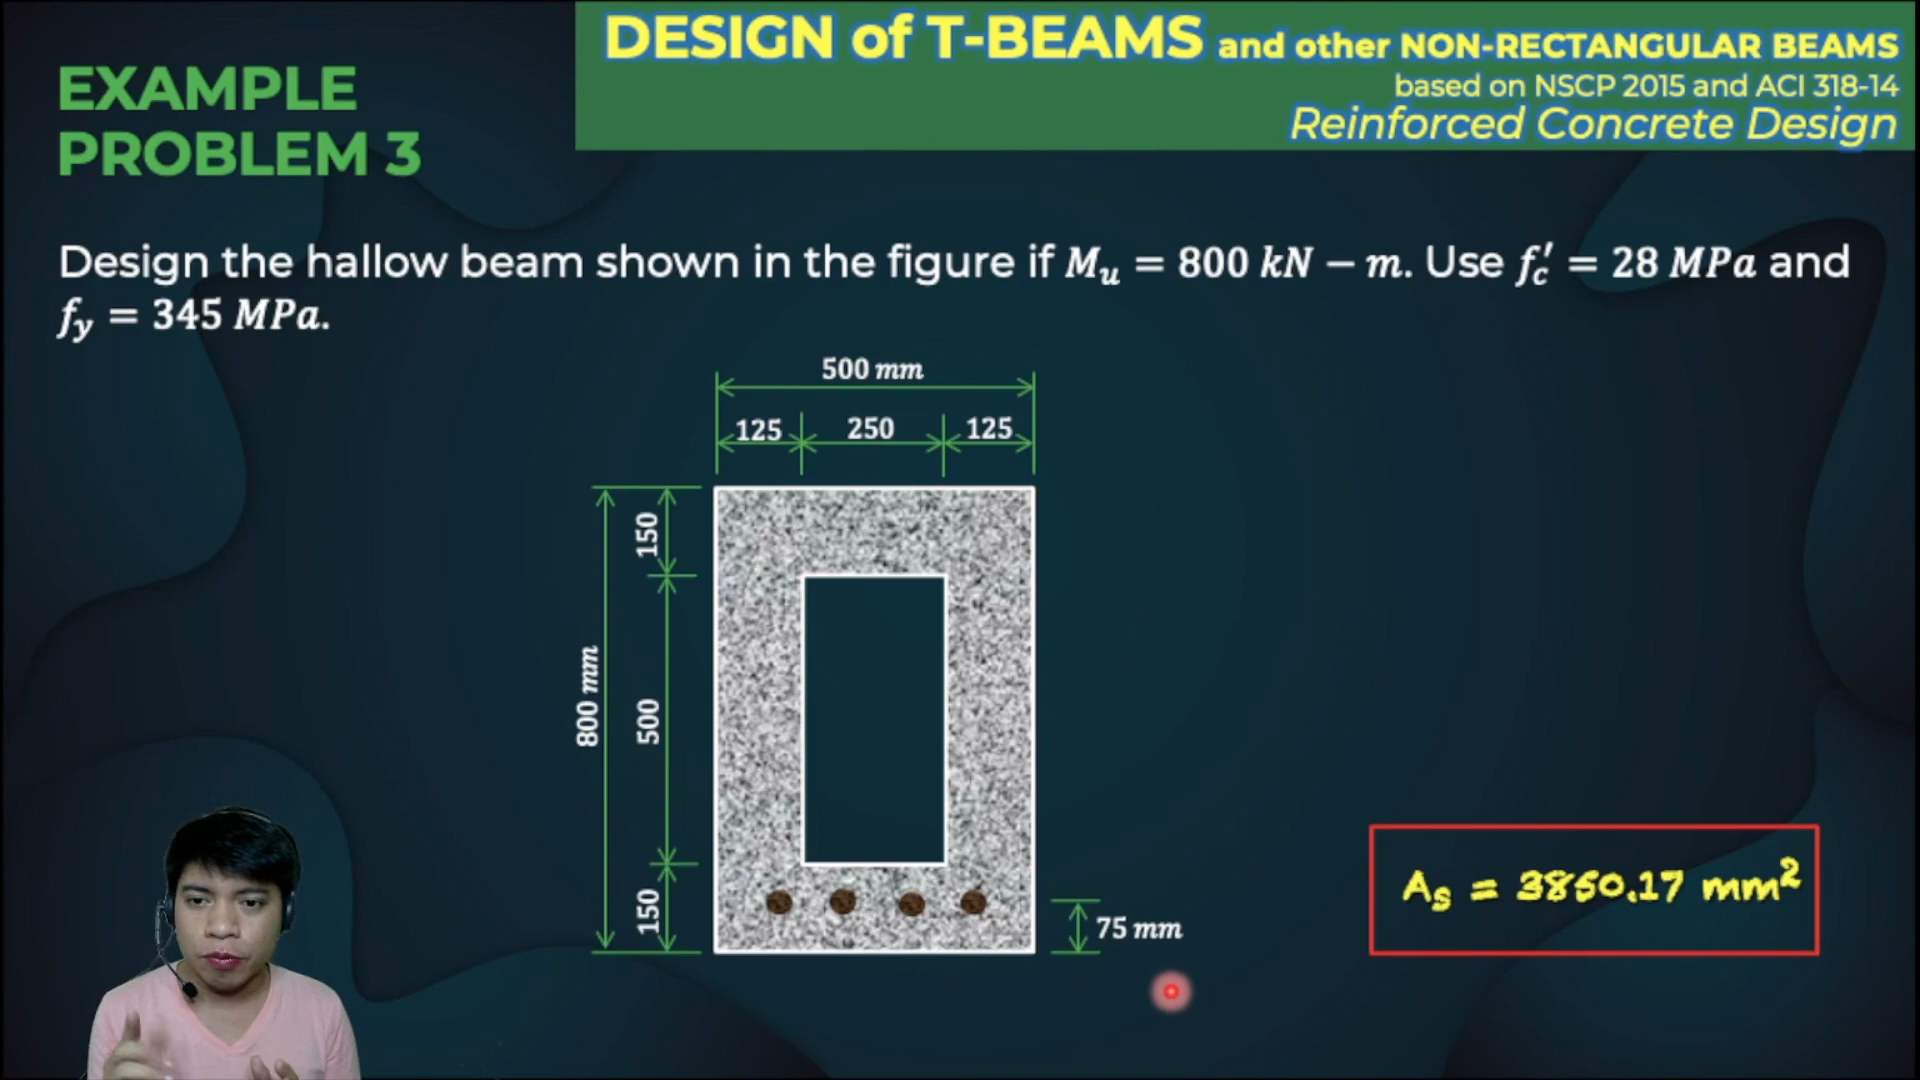 DESIGN of T-BEAMS and other NON-RECTANGULAR BEAMS
based on NSCP 2015 and ACI 318-14
Reinforced Concrete Design
EXAMPLE
PROBLEM 3
Design the hallow beam shown in the figure if Mᵤ = 800 kN − m. Use f'c = 28 MPa and
fy = 345 MPa.
500 mm
125 250 125
150
800 mm
500
150
75 mm
As = 3850.17 mm²